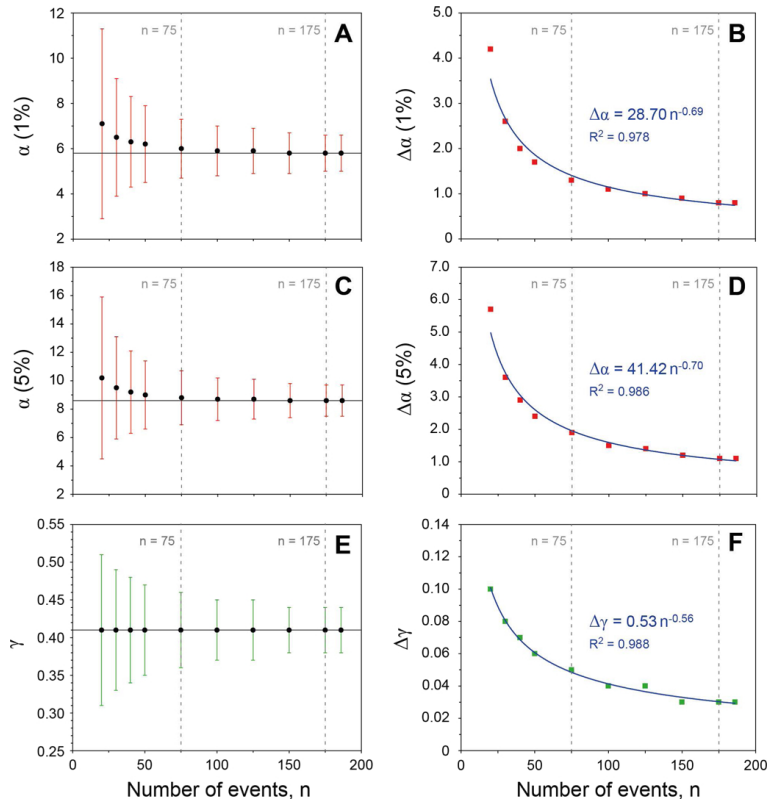 12
10
8
6
4
2
α (1%)
n = 75
n = 175
A
5.0
4.0
3.0
2.0
1.0
0
Δα (1%)
n = 75
n = 175
B
Δα = 28.70 n-0.69
R2 = 0.978
18
16
14
12
10
8
6
4
2
α (5%)
n = 75
n = 175
C
7.0
6.0
5.0
4.0
3.0
2.0
1.0
0
Δα (5%)
n = 75
n = 175
D
Δα = 41.42 n-0.70
R2 = 0.986
0.55
0.50
0.45
0.40
0.35
0.30
0.25
γ
n = 75
n = 175
E
0 50 100 150 200
Number of events, n
0.14
0.12
0.10
0.08
0.06
0.04
0.02
0
Δγ
n = 75
n = 175
F
Δγ = 0.53 n-0.56
R2 = 0.988
0 50 100 150 200
Number of events, n